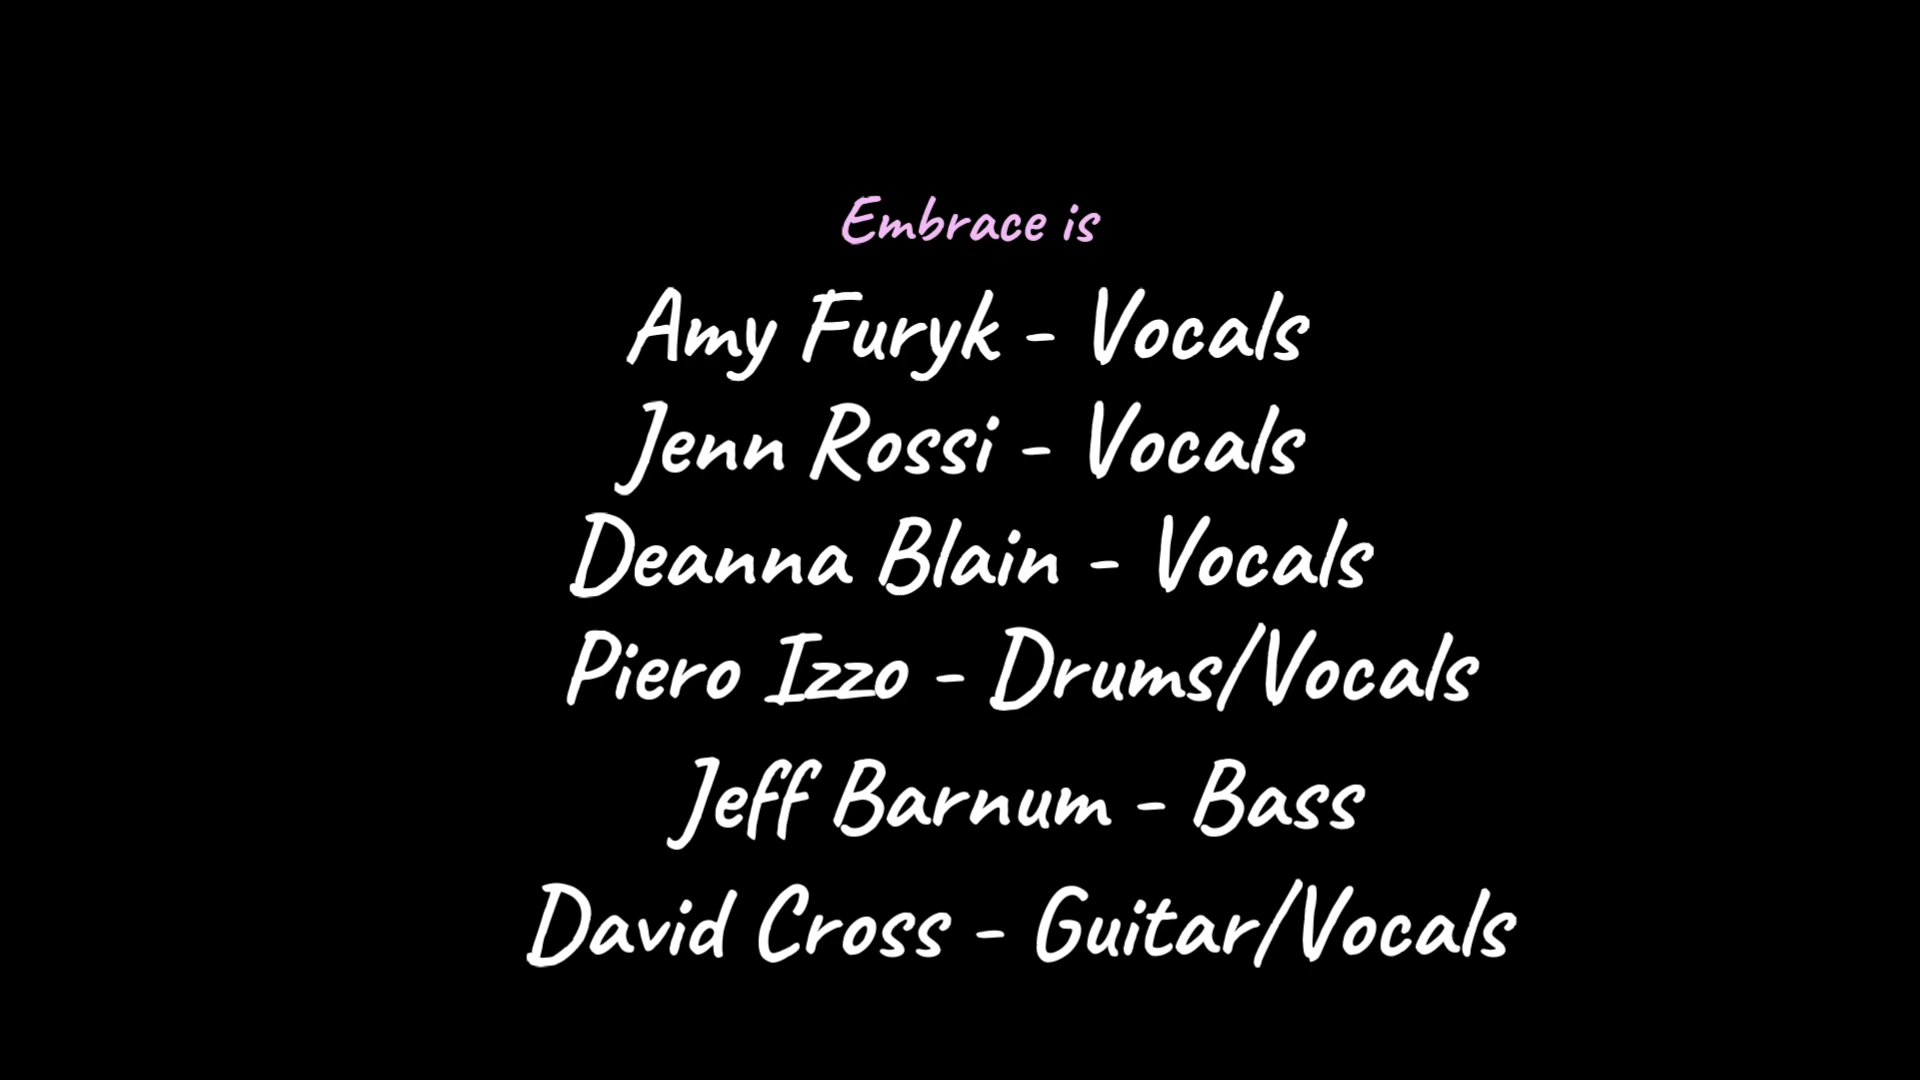 Embrace is
Amy Furyk - Vocals
Jenn Rossi - Vocals
Deanna Blain - Vocals
Piero Izzo - Drums/Vocals
Jeff Barnum - Bass
David Cross - Guitar/Vocals